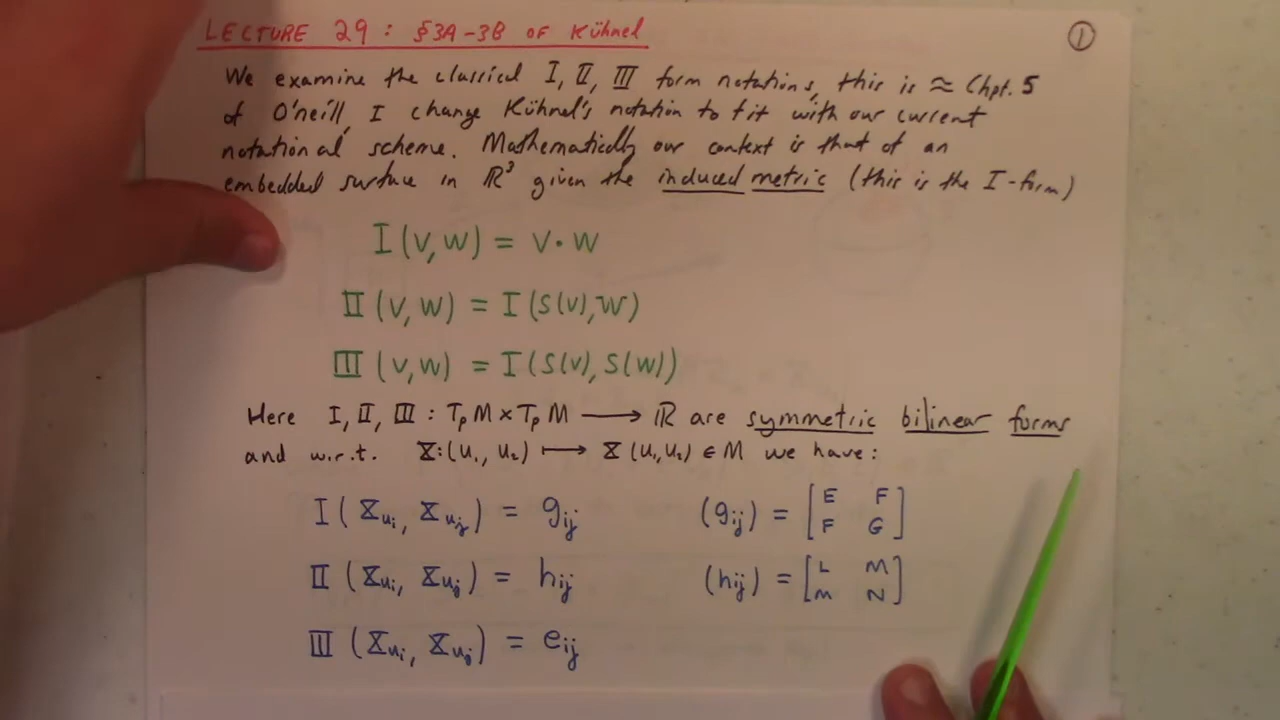 LECTURE 29 : §3A-3B OF Kühnel
①
We examine the classical I, II, III form notations, this is ≈ Chpt. 5
of O'neill, I change Kühnel's notation to fit with our current
notational scheme. Mathematically our context is that of an
embedded surface in ℝ³ given the induced metric (this is the I-form)
I (V, W) = V • W
II (V, W) = I (S(V), W)
III (V, W) = I (S(V), S(W))
Here I, II, III : TₚM × TₚM ⟶ ℝ are symmetric bilinear forms
and w.r.t. X : (u₁, u₂) ⟼ X (u₁, u₂) ∈ M we have :
I ( X_{u_i}, X_{u_j} ) = g_{ij} (g_{ij}) = [ E F ; F G ]
II ( X_{u_i}, X_{u_j} ) = h_{ij} (h_{ij}) = [ L M ; M N ]
III ( X_{u_i}, X_{u_j} ) = e_{ij}